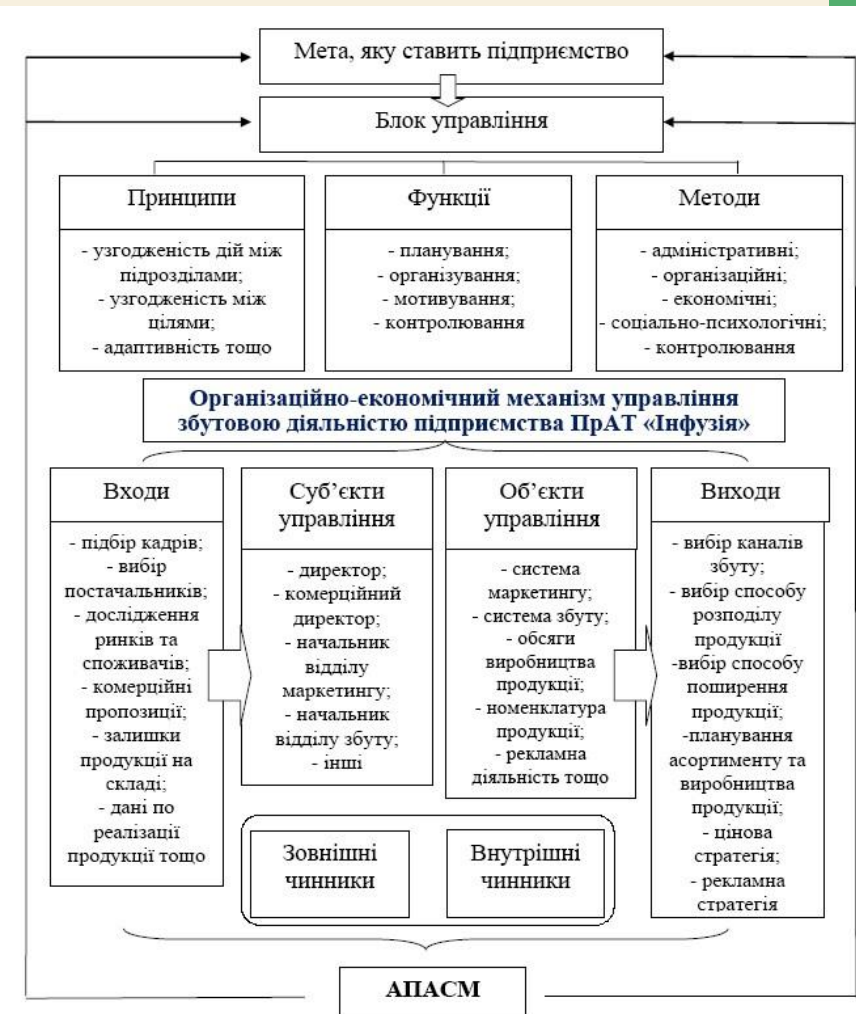 Мета, яку ставить підприємство
Блок управління
Принципи
- узгодженість дій між
підрозділами;
- узгодженість між
цілями;
- адаптивність тощо
Функції
- планування;
- організування;
- мотивування;
- контролювання
Методи
- адміністративні;
- організаційні;
- економічні;
- соціально-психологічні;
- контролювання
Організаційно-економічний механізм управління
збутовою діяльністю підприємства ПрАТ «Інфузія»
Входи
- підбір кадрів;
- вибір
постачальників;
- дослідження
ринків та
споживачів;
- комерційні
пропозиції;
- залишки
продукції на
складі;
- дані по
реалізації
продукції тощо
Суб’єкти
управління
- директор;
- комерційний
директор;
- начальник
відділу
маркетингу;
- начальник
відділу збуту;
- інші
Об’єкти
управління
- система
маркетингу;
- система збуту;
- обсяги
виробництва
продукції;
- номенклатура
продукції;
- рекламна
діяльність тощо
Виходи
- вибір каналів
збуту;
- вибір способу
розподілу
продукції
-вибір способу
поширення
продукції;
-планування
асортименту та
виробництва
продукції;
- цінова
стратегія;
- рекламна
стратегія
Зовнішні
чинники
Внутрішні
чинники
АПАСМ